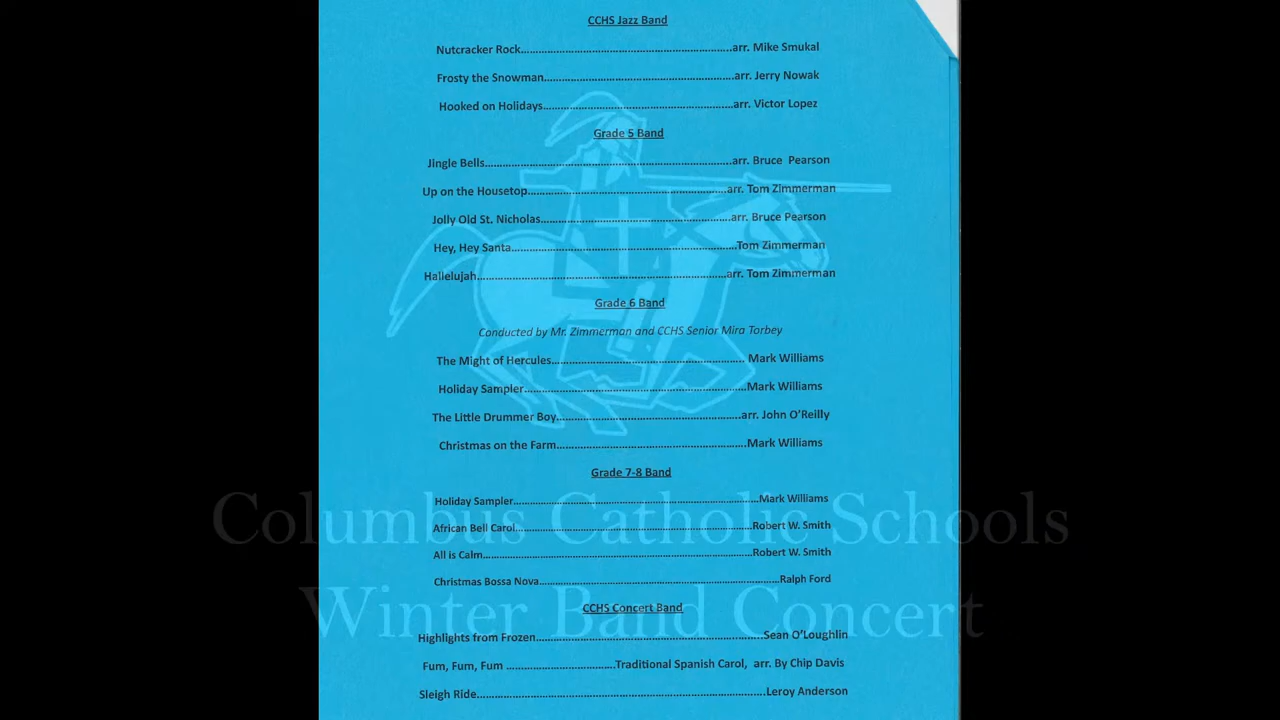 CCHS Jazz Band
Nutcracker Rock..........................................................arr. Mike Smukal
Frosty the Snowman....................................................arr. Jerry Nowak
Hooked on Holidays....................................................arr. Victor Lopez
Grade 5 Band
Jingle Bells....................................................................arr. Bruce Pearson
Up on the Housetop......................................................arr. Tom Zimmerman
Jolly Old St. Nicholas.....................................................arr. Bruce Pearson
Hey, Hey Santa..............................................................Tom Zimmerman
Hallelujah.....................................................................arr. Tom Zimmerman
Grade 6 Band
Conducted by Mr. Zimmerman and CCHS Senior Mira Torbey
The Might of Hercules..................................................... Mark Williams
Holiday Sampler.............................................................Mark Williams
The Little Drummer Boy...................................................arr. John O'Reilly
Christmas on the Farm.....................................................Mark Williams
Grade 7-8 Band
Holiday Sampler....................................................................Mark Williams
African Bell Carol..................................................................Robert W. Smith
All is Calm...........................................................................Robert W. Smith
Christmas Bossa Nova..................................................................Ralph Ford
CCHS Concert Band
Highlights from Frozen..............................................................Sean O'Loughlin
Fum, Fum, Fum ..............................Traditional Spanish Carol, arr. By Chip Davis
Sleigh Ride...............................................................................Leroy Anderson
Columbus Catholic Schools
Winter Band Concert